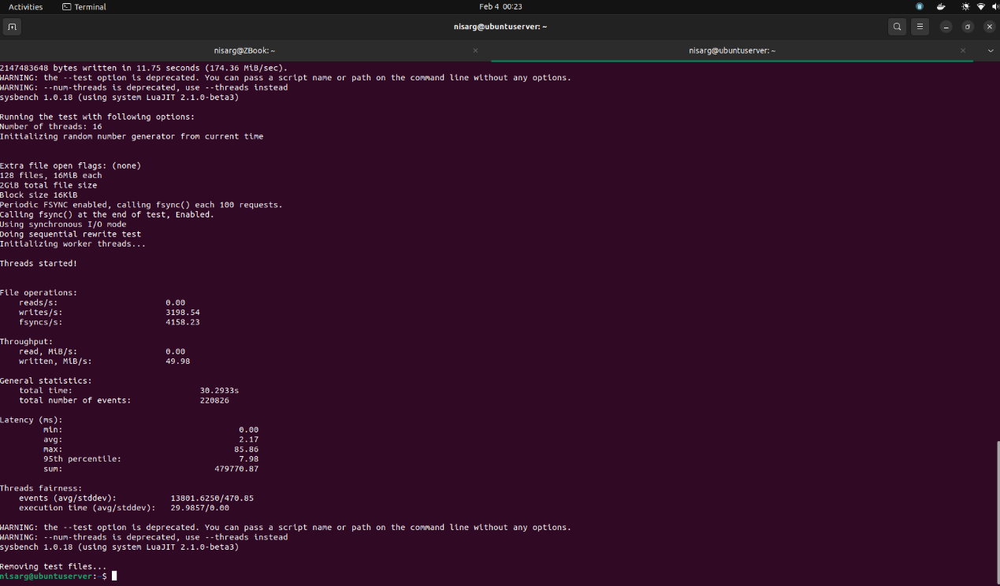 Activities
Terminal
Feb 4 00:23
nisarg@ubuntuserver: ~
nisarg@ZBook: ~
nisarg@ubuntuserver: ~
2147483648 bytes written in 11.75 seconds (174.36 MiB/sec).
WARNING: the --test option is deprecated. You can pass a script name or path on the command line without any options.
WARNING: --num-threads is deprecated, use --threads instead
sysbench 1.0.18 (using system LuaJIT 2.1.0-beta3)
Running the test with following options:
Number of threads: 16
Initializing random number generator from current time
Extra file open flags: (none)
128 files, 16MiB each
2GiB total file size
Block size 16KiB
Periodic FSYNC enabled, calling fsync() each 100 requests.
Calling fsync() at the end of test, Enabled.
Using synchronous I/O mode
Doing sequential rewrite test
Initializing worker threads...
Threads started!
File operations:
reads/s: 0.00
writes/s: 3198.54
fsyncs/s: 4158.23
Throughput:
read, MiB/s: 0.00
written, MiB/s: 49.98
General statistics:
total time: 30.2933s
total number of events: 220826
Latency (ms):
min: 0.00
avg: 2.17
max: 85.86
95th percentile: 7.98
sum: 479770.87
Threads fairness:
events (avg/stddev): 13801.6250/470.85
execution time (avg/stddev): 29.9857/0.00
WARNING: the --test option is deprecated. You can pass a script name or path on the command line without any options.
WARNING: --num-threads is deprecated, use --threads instead
sysbench 1.0.18 (using system LuaJIT 2.1.0-beta3)
Removing test files...
nisarg@ubuntuserver:~$